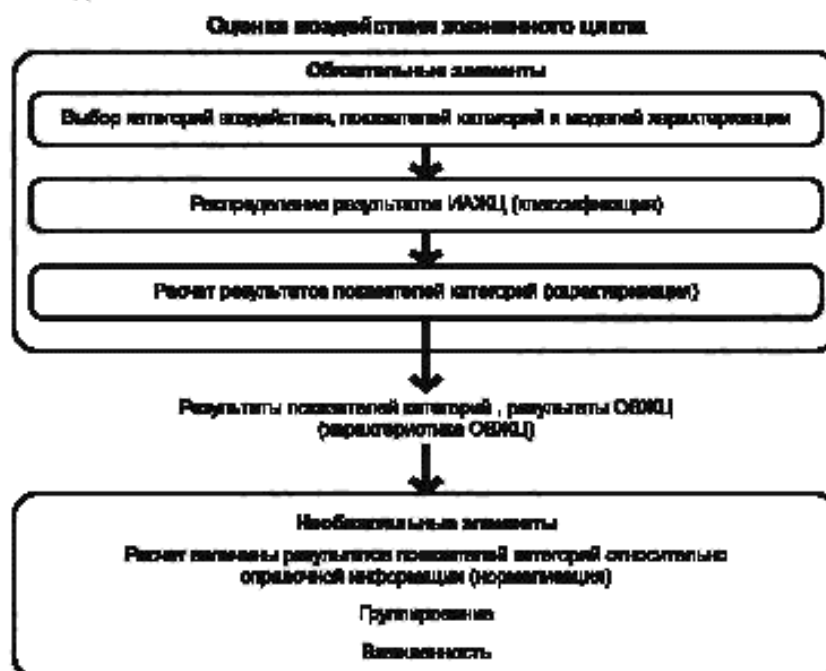 Оценка воздействия жизненного цикла
Обязательные элементы
Выбор категорий воздействия, показателей категорий и моделей характеризации
Распределение результатов ИАЖЦ (классификация)
Расчет результатов показателей категорий (характеризация)
Результаты показателей категорий , результаты ОВЖЦ
(характеристика ОВЖЦ)
Необязательные элементы
Расчет величины результатов показателей категорий относительно
справочной информации (нормализация)
Группирование
Взвешенность